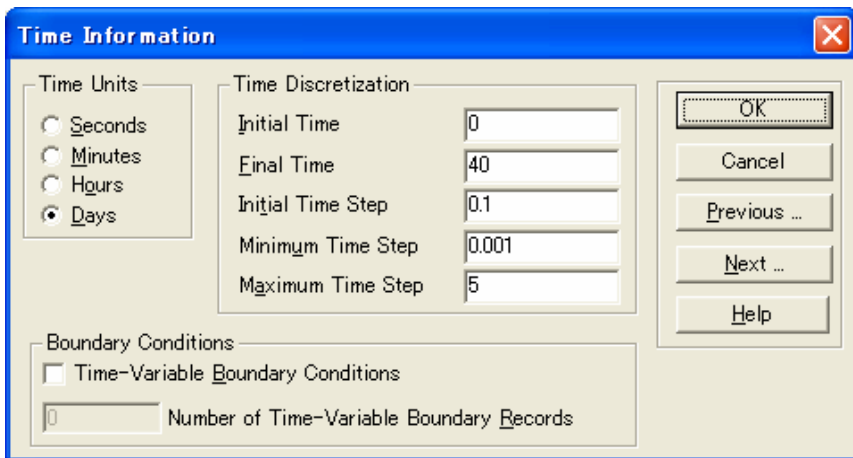 Time Information
Time Units
Seconds
Minutes
Hours
Days
Time Discretization
Initial Time 0
Final Time 40
Initial Time Step 0.1
Minimum Time Step 0.001
Maximum Time Step 5
OK
Cancel
Previous ...
Next ...
Help
Boundary Conditions
Time-Variable Boundary Conditions
0 Number of Time-Variable Boundary Records